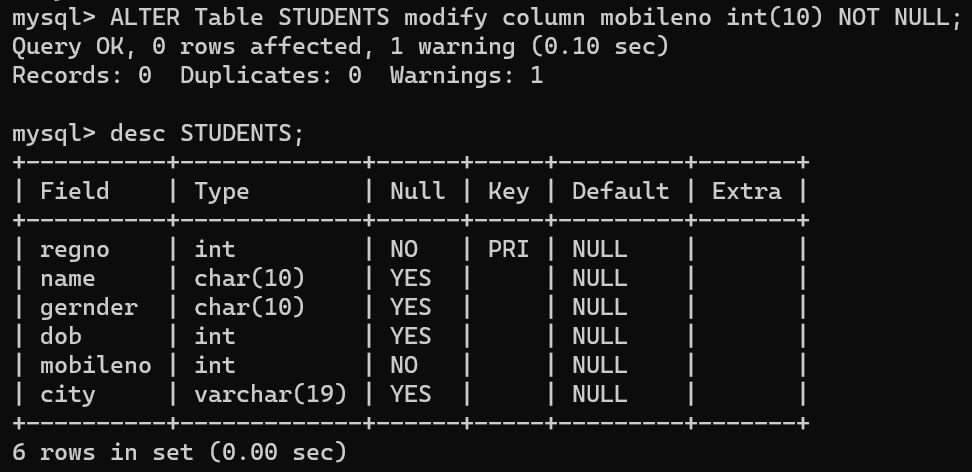 mysql> ALTER Table STUDENTS modify column mobileno int(10) NOT NULL;
Query OK, 0 rows affected, 1 warning (0.10 sec)
Records: 0  Duplicates: 0  Warnings: 1

mysql> desc STUDENTS;
+----------+-------------+------+-----+---------+-------+
| Field    | Type        | Null | Key | Default | Extra |
+----------+-------------+------+-----+---------+-------+
| regno    | int         | NO   | PRI | NULL    |       |
| name     | char(10)    | YES  |     | NULL    |       |
| gernder  | char(10)    | YES  |     | NULL    |       |
| dob      | int         | YES  |     | NULL    |       |
| mobileno | int         | NO   |     | NULL    |       |
| city     | varchar(19) | YES  |     | NULL    |       |
+----------+-------------+------+-----+---------+-------+
6 rows in set (0.00 sec)